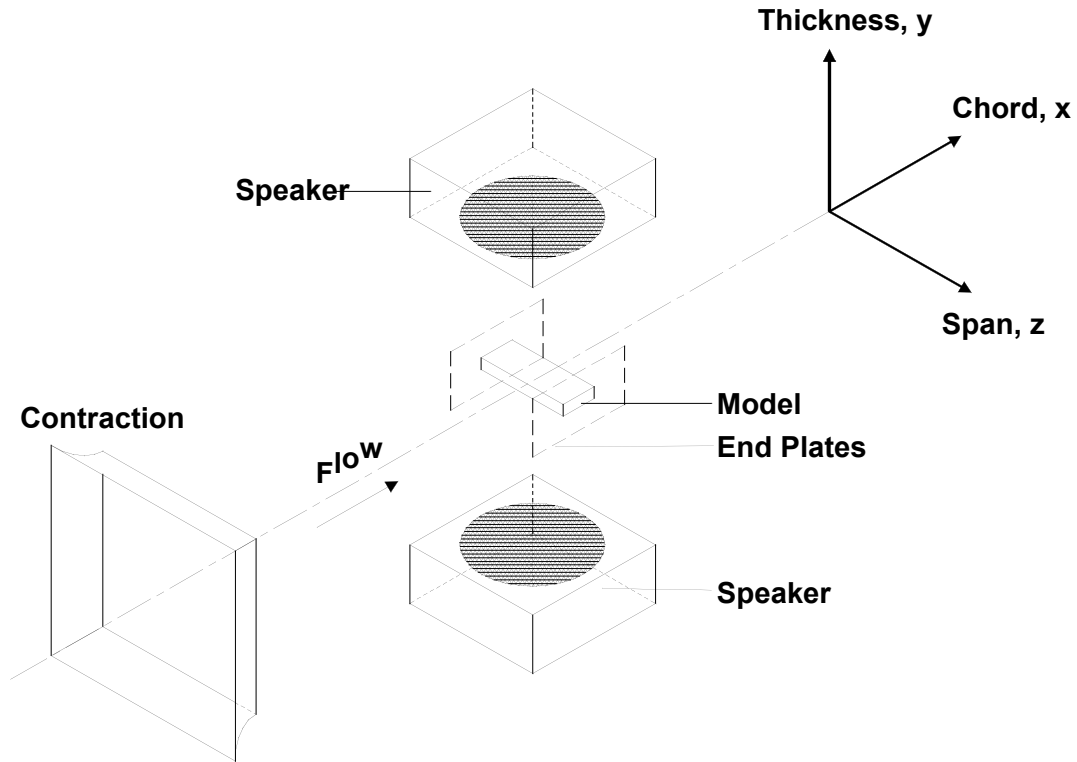 Thickness, y
Chord, x
Speaker
Span, z
Model
Contraction
End Plates
Flow
Speaker